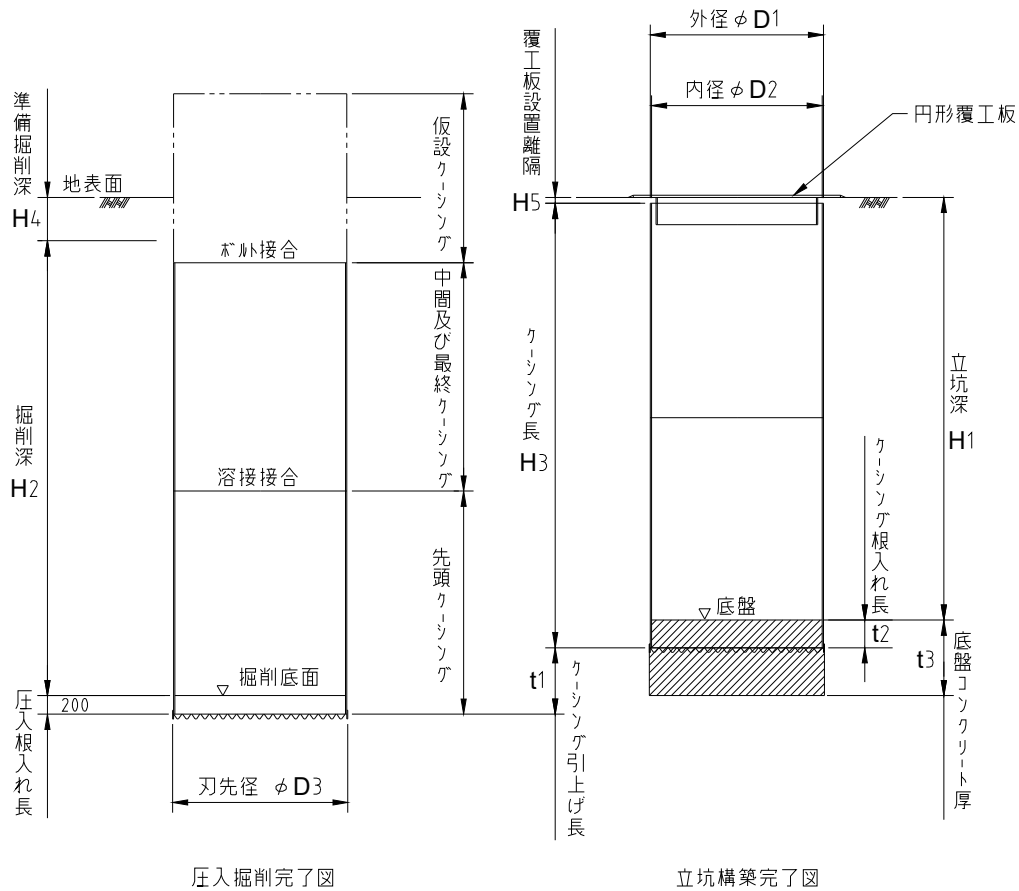 準備掘削深
H4
地表面
仮設ケーシング
ボルト接合
中間及び最終ケーシング
掘削深
H2
溶接接合
先頭ケーシング
掘削底面
200
圧入根入れ長
刃先径 φD3
圧入掘削完了図
外径φD1
覆工板設置離隔
内径φD2
円形覆工板
H5
ケーシング長
H3
立坑深
H1
ケーシング根入れ長
t2
底盤
t3
底盤コンクリート厚
t1
ケーシング引上げ長
立坑構築完了図